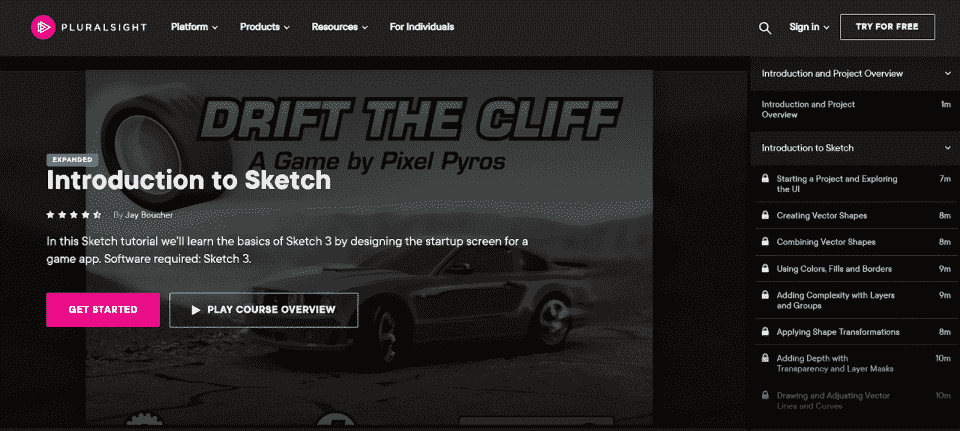 PLURALSIGHT
Platform
Products
Resources
For Individuals
Sign in
TRY FOR FREE
DRIFT THE CLIFF
A Game by Pixel Pyros
EXPANDED
Introduction to Sketch
By Jay Boucher
In this Sketch tutorial we'll learn the basics of Sketch 3 by designing the startup screen for a
game app. Software required: Sketch 3.
GET STARTED
PLAY COURSE OVERVIEW
Introduction and Project Overview
Introduction and Project 1m
Overview
Introduction to Sketch
Starting a Project and Exploring 7m
the UI
Creating Vector Shapes 8m
Combining Vector Shapes 8m
Using Colors, Fills and Borders 9m
Adding Complexity with Layers 9m
and Groups
Applying Shape Transformations 8m
Adding Depth with 10m
Transparency and Layer Masks
Drawing and Adjusting Vector 10m
Lines and Curves